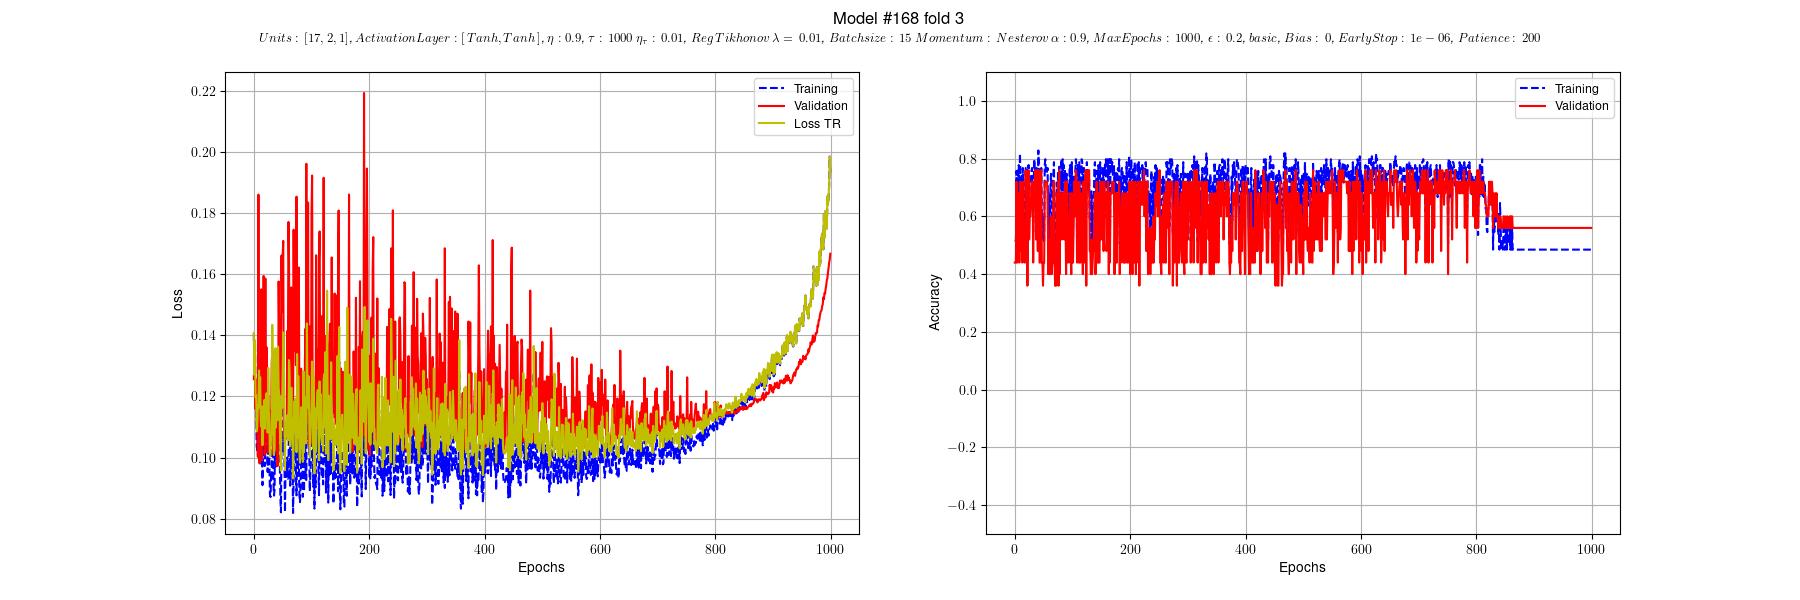 Model #168 fold 3
Units : [17, 2, 1], ActivationLayer : [Tanh, Tanh], η : 0.9, τ : 1000 η_τ : 0.01, RegTikhonov λ = 0.01, Batchsize : 15 Momentum : Nesterov α : 0.9, MaxEpochs : 1000, ϵ : 0.2, basic, Bias : 0, EarlyStop : 1e − 06, Patience : 200
0.22
0.20
0.18
0.16
0.14
0.12
0.10
0.08
Loss
0 200 400 600 800 1000
Epochs
Training
Validation
Loss TR
1.0
0.8
0.6
0.4
0.2
0.0
−0.2
−0.4
Accuracy
0 200 400 600 800 1000
Epochs
Training
Validation